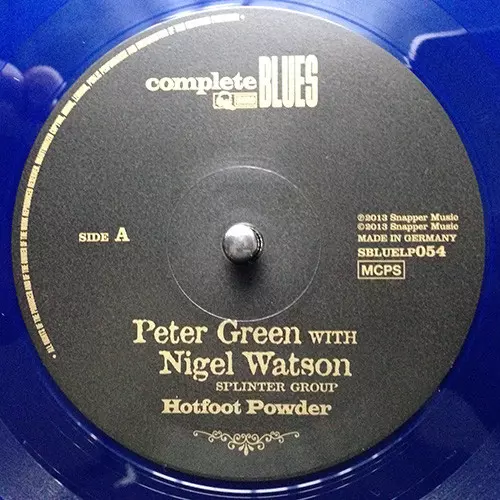 complete BLUES
SIDE A
℗2013 Snapper Music
©2013 Snapper Music
MADE IN GERMANY
SBLUELP054
MCPS
Peter Green WITH
Nigel Watson
SPLINTER GROUP
Hotfoot Powder